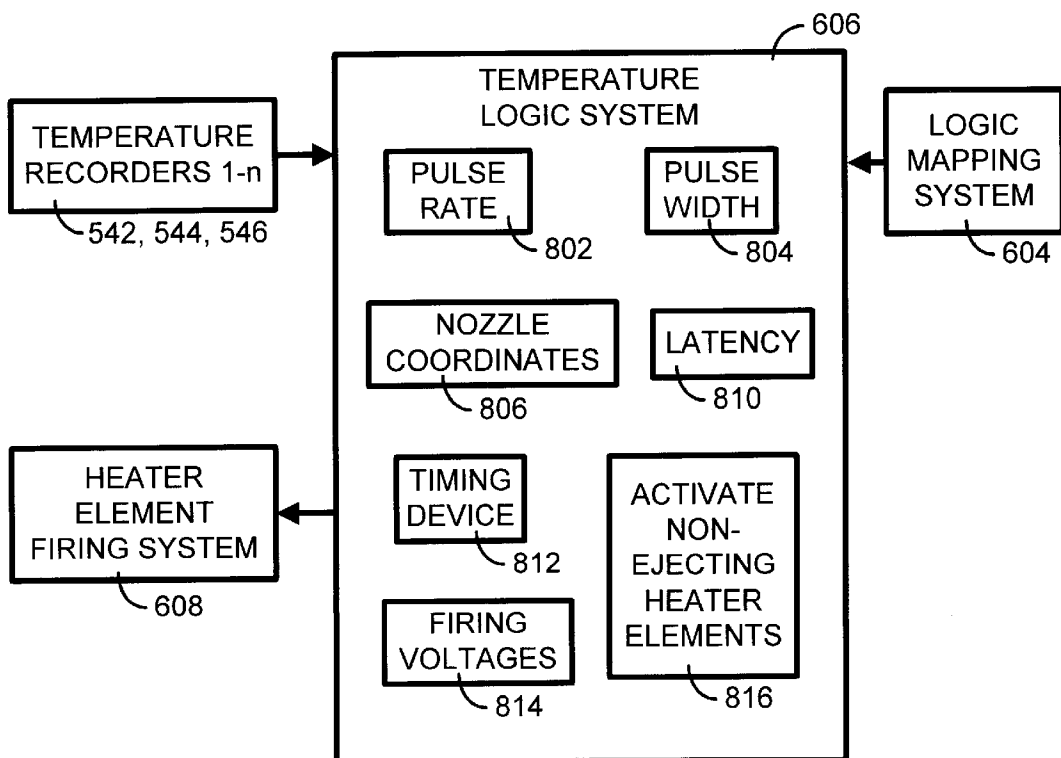 606
TEMPERATURE
LOGIC SYSTEM
TEMPERATURE
RECORDERS 1-n
542, 544, 546
LOGIC
MAPPING
SYSTEM
604
PULSE
RATE
802
PULSE
WIDTH
804
NOZZLE
COORDINATES
806
LATENCY
810
HEATER
ELEMENT
FIRING SYSTEM
608
TIMING
DEVICE
812
ACTIVATE
NON-
EJECTING
HEATER
ELEMENTS
816
FIRING
VOLTAGES
814